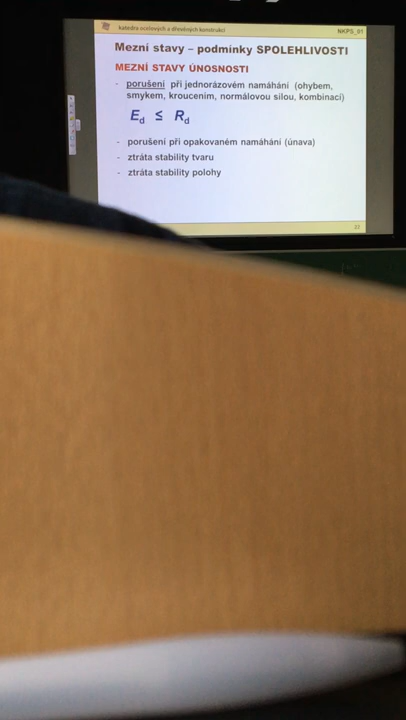 katedra ocelových a dřevěných konstrukcí
NKPS_01
Mezní stavy – podmínky SPOLEHLIVOSTI
MEZNÍ STAVY ÚNOSNOSTI
- porušení při jednorázovém namáhání (ohybem,
smykem, kroucením, normálovou silou, kombinací)
Ed ≤ Rd
- porušení při opakovaném namáhání (únava)
- ztráta stability tvaru
- ztráta stability polohy